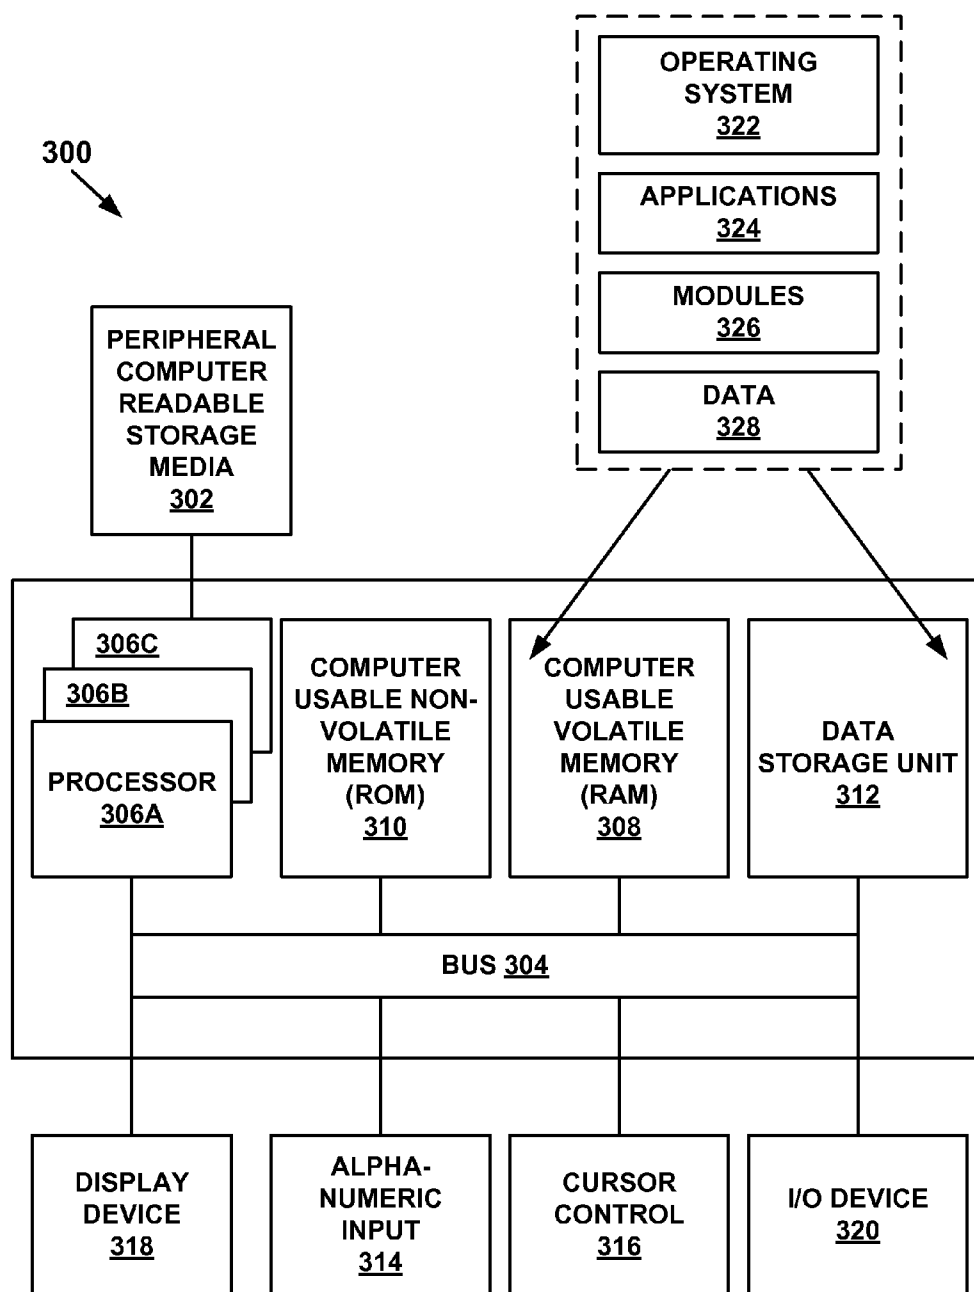 OPERATING
SYSTEM
322
300
APPLICATIONS
324
MODULES
326
DATA
328
PERIPHERAL
COMPUTER
READABLE
STORAGE
MEDIA
302
306C
306B
PROCESSOR
306A
COMPUTER
USABLE NON-
VOLATILE
MEMORY
(ROM)
310
COMPUTER
USABLE
VOLATILE
MEMORY
(RAM)
308
DATA
STORAGE UNIT
312
BUS 304
DISPLAY
DEVICE
318
ALPHA-
NUMERIC
INPUT
314
CURSOR
CONTROL
316
I/O DEVICE
320